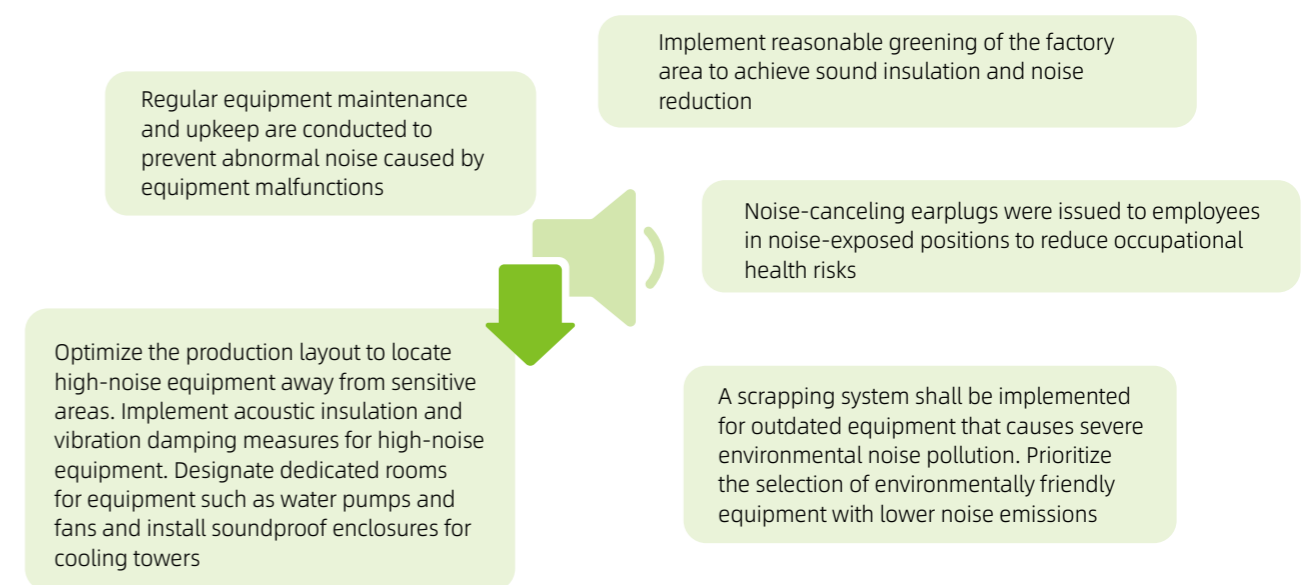 Implement reasonable greening of the factory
area to achieve sound insulation and noise
reduction
Regular equipment maintenance
and upkeep are conducted to
prevent abnormal noise caused by
equipment malfunctions
Noise-canceling earplugs were issued to employees
in noise-exposed positions to reduce occupational
health risks
Optimize the production layout to locate
high-noise equipment away from sensitive
areas. Implement acoustic insulation and
vibration damping measures for high-noise
equipment. Designate dedicated rooms
for equipment such as water pumps and
fans and install soundproof enclosures for
cooling towers
A scrapping system shall be implemented
for outdated equipment that causes severe
environmental noise pollution. Prioritize
the selection of environmentally friendly
equipment with lower noise emissions